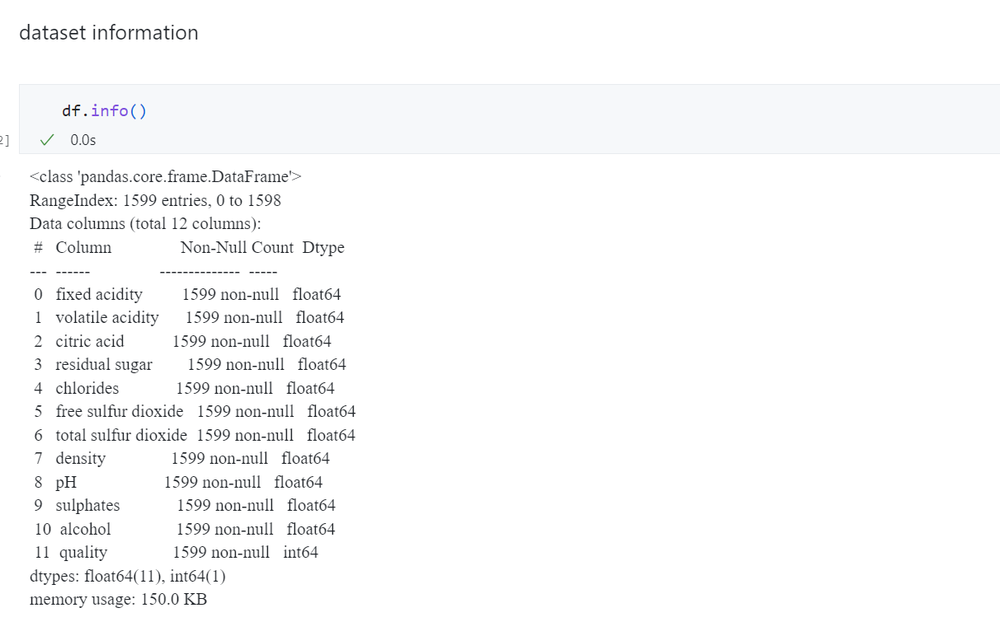 dataset information
df.info()
2]
✓ 0.0s
<class 'pandas.core.frame.DataFrame'>
RangeIndex: 1599 entries, 0 to 1598
Data columns (total 12 columns):
# Column Non-Null Count Dtype
--- ------ -------------- -----
0 fixed acidity 1599 non-null float64
1 volatile acidity 1599 non-null float64
2 citric acid 1599 non-null float64
3 residual sugar 1599 non-null float64
4 chlorides 1599 non-null float64
5 free sulfur dioxide 1599 non-null float64
6 total sulfur dioxide 1599 non-null float64
7 density 1599 non-null float64
8 pH 1599 non-null float64
9 sulphates 1599 non-null float64
10 alcohol 1599 non-null float64
11 quality 1599 non-null int64
dtypes: float64(11), int64(1)
memory usage: 150.0 KB